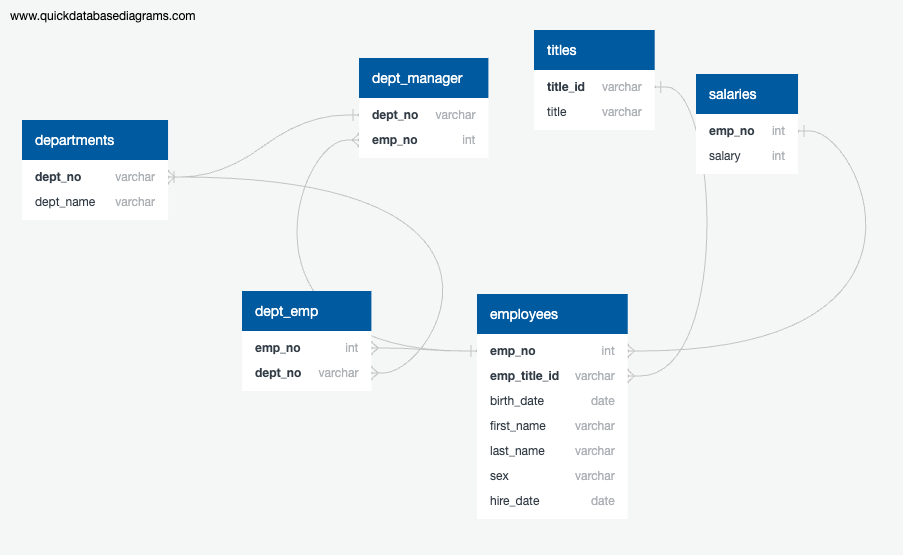 www.quickdatabasediagrams.com
titles
title_id varchar
title varchar
dept_manager
dept_no varchar
emp_no int
salaries
emp_no int
salary int
departments
dept_no varchar
dept_name varchar
dept_emp
emp_no int
dept_no varchar
employees
emp_no int
emp_title_id varchar
birth_date date
first_name varchar
last_name varchar
sex varchar
hire_date date